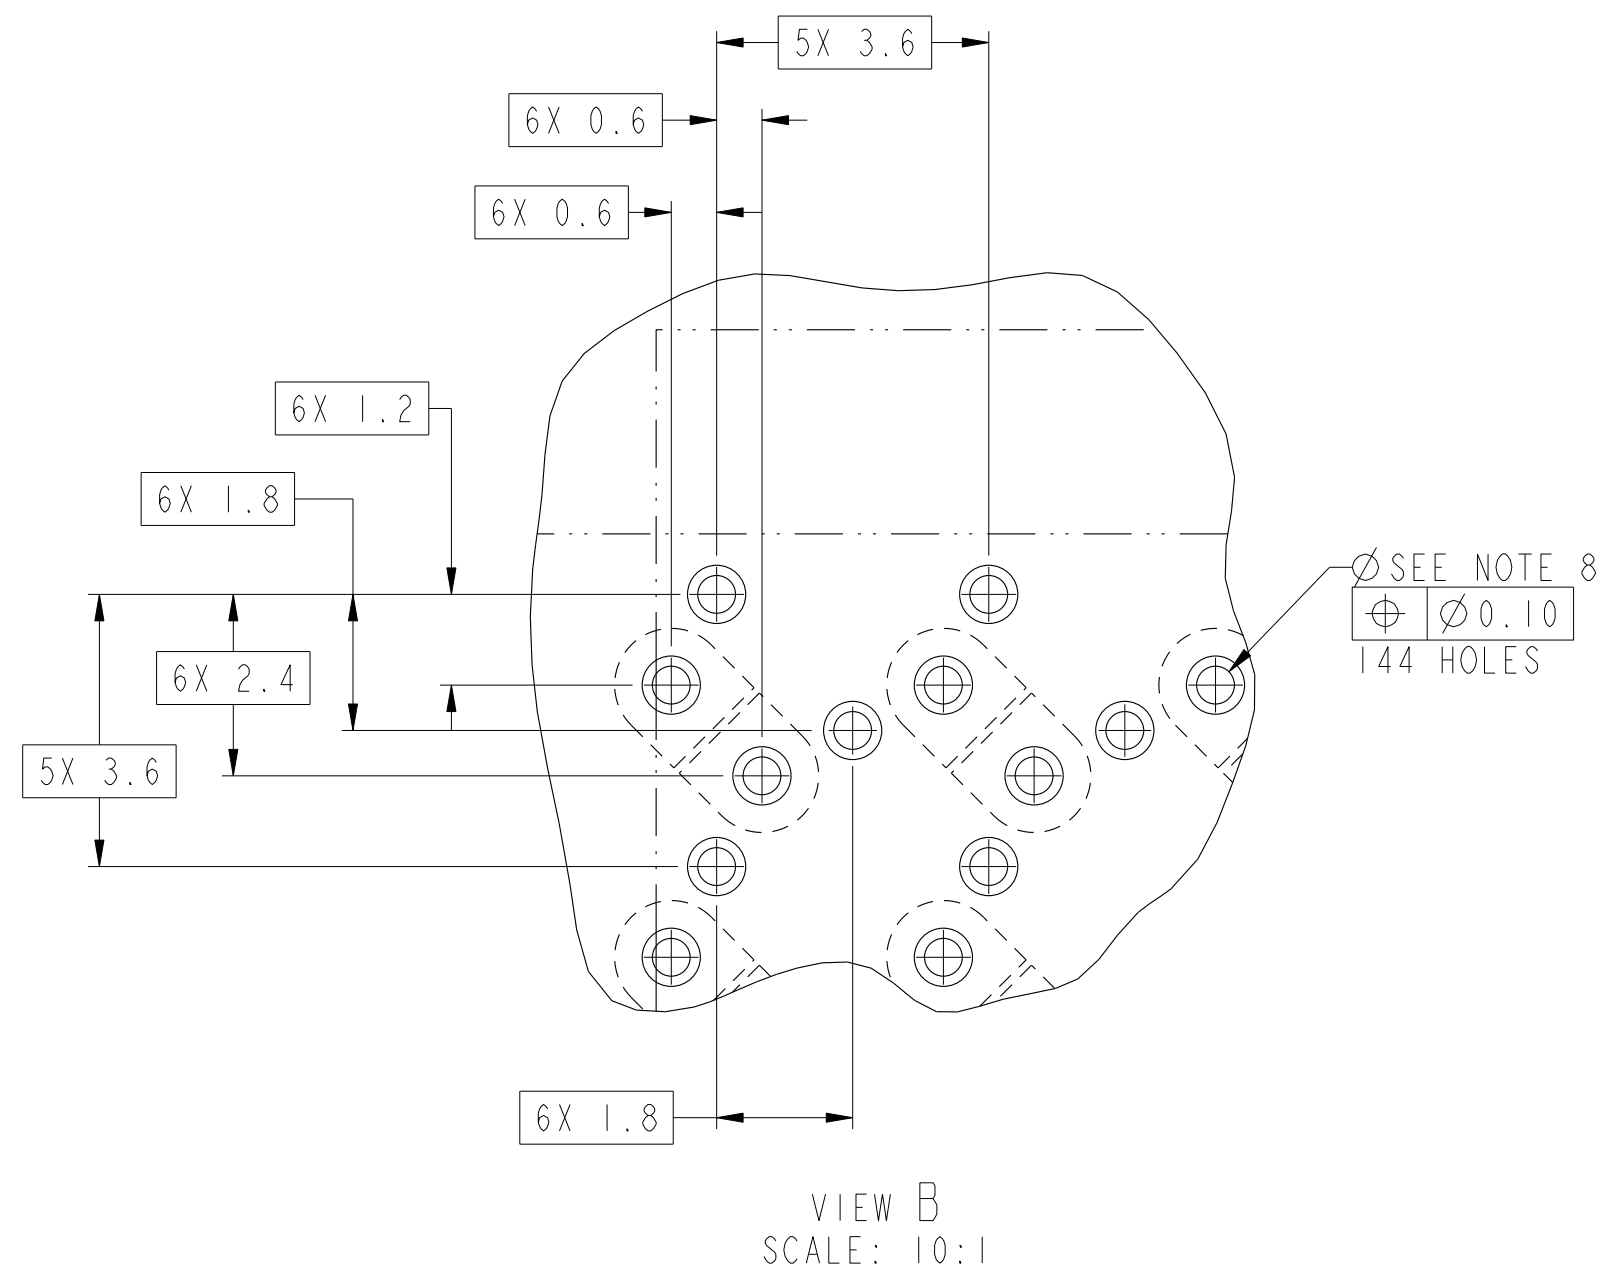 5X 3.6
6X 0.6
6X 0.6
6X 1.2
6X 1.8
⌀ SEE NOTE 8
⌖ ⌀0.10
144 HOLES
6X 2.4
5X 3.6
6X 1.8
VIEW B
SCALE: 10:1